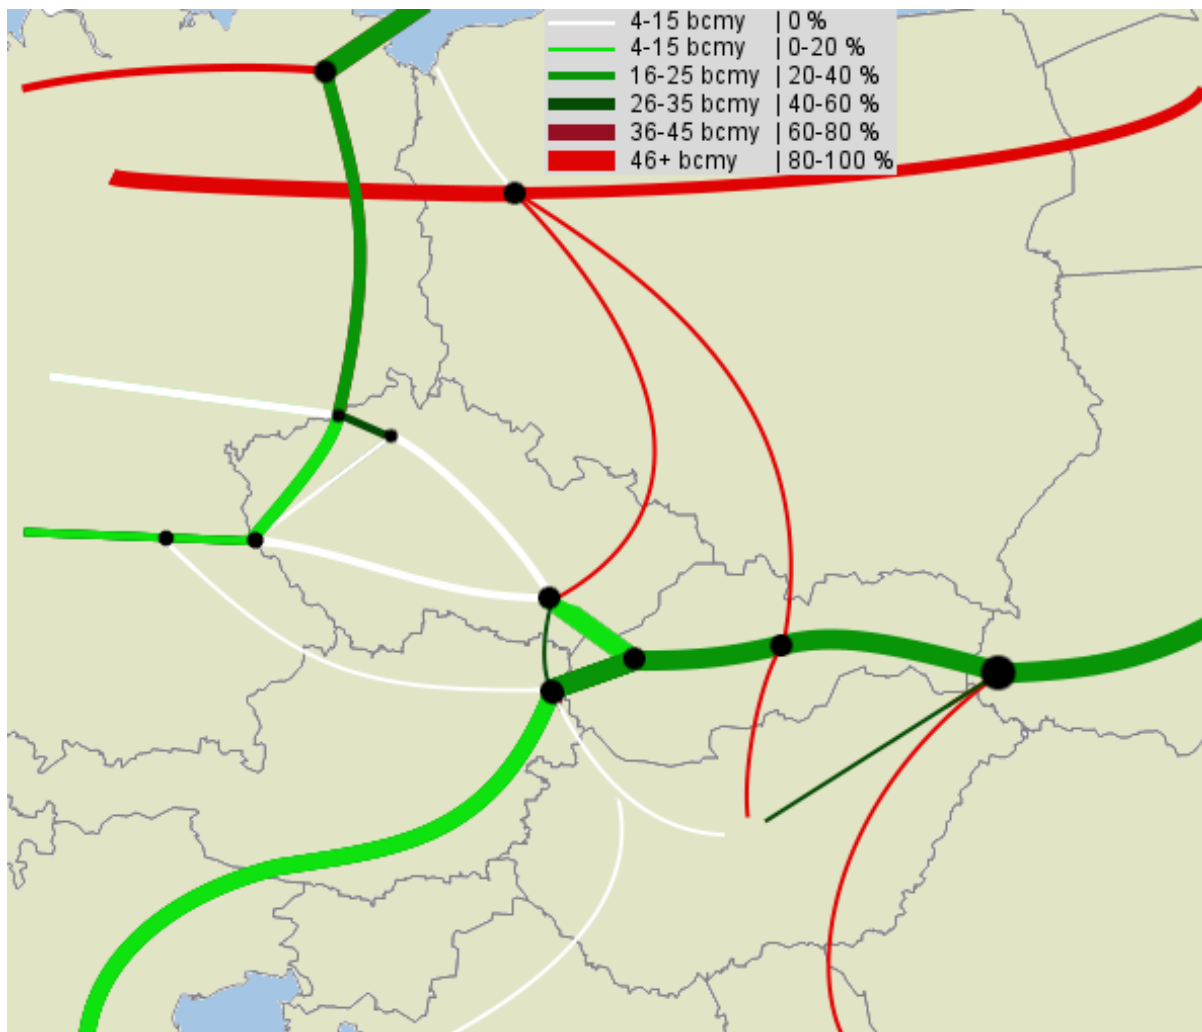 4-15 bcmy | 0 %
4-15 bcmy | 0-20 %
16-25 bcmy | 20-40 %
26-35 bcmy | 40-60 %
36-45 bcmy | 60-80 %
46+ bcmy | 80-100 %